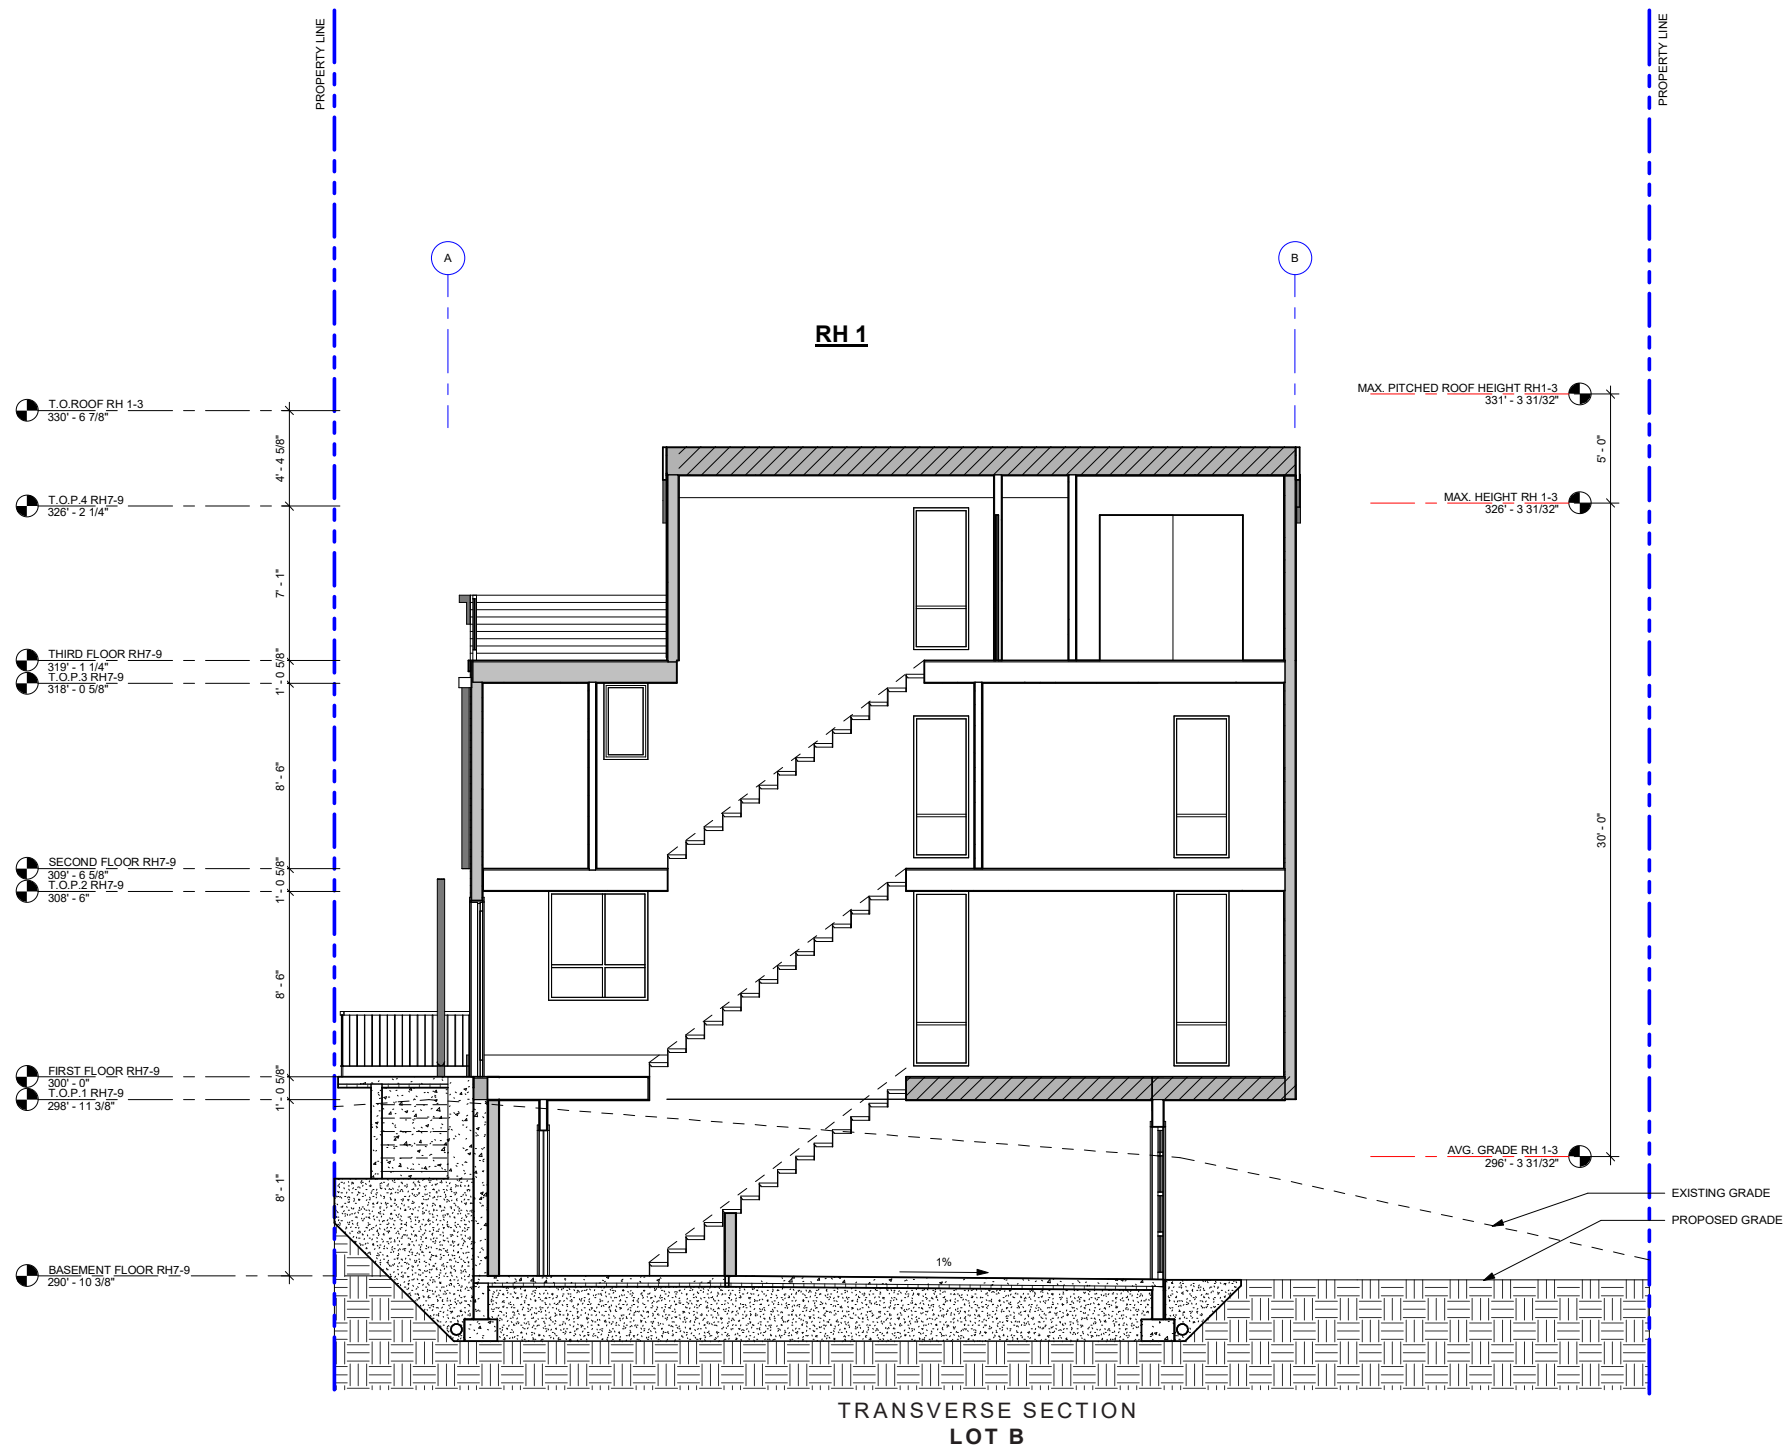 PROPERTY LINE
PROPERTY LINE
A
B
RH 1
T.O.ROOF RH 1-3
330' - 6 7/8"
4' - 4 5/8"
T.O.P.4 RH7-9
326' - 2 1/4"
7' - 1"
THIRD FLOOR RH7-9
319' - 1 1/4"
1' - 0 5/8"
T.O.P.3 RH7-9
318' - 0 5/8"
8' - 6"
SECOND FLOOR RH7-9
309' - 6 5/8"
1' - 0 5/8"
T.O.P.2 RH7-9
308' - 6"
8' - 6"
FIRST FLOOR RH7-9
300' - 0"
1' - 0 5/8"
T.O.P.1 RH7-9
298' - 11 3/8"
8' - 1"
BASEMENT FLOOR RH7-9
290' - 10 3/8"
1%
MAX. PITCHED ROOF HEIGHT RH1-3
331' - 3 31/32"
5' - 0"
MAX. HEIGHT RH 1-3
326' - 3 31/32"
30' - 0"
AVG. GRADE RH 1-3
296' - 3 31/32"
EXISTING GRADE
PROPOSED GRADE
TRANSVERSE SECTION
LOT B